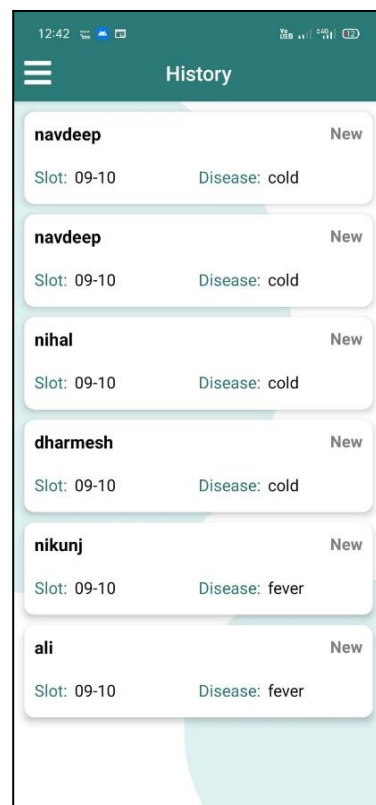 12:42
12
History
navdeep New
Slot: 09-10 Disease: cold
navdeep New
Slot: 09-10 Disease: cold
nihal New
Slot: 09-10 Disease: cold
dharmesh New
Slot: 09-10 Disease: cold
nikunj New
Slot: 09-10 Disease: fever
ali New
Slot: 09-10 Disease: fever